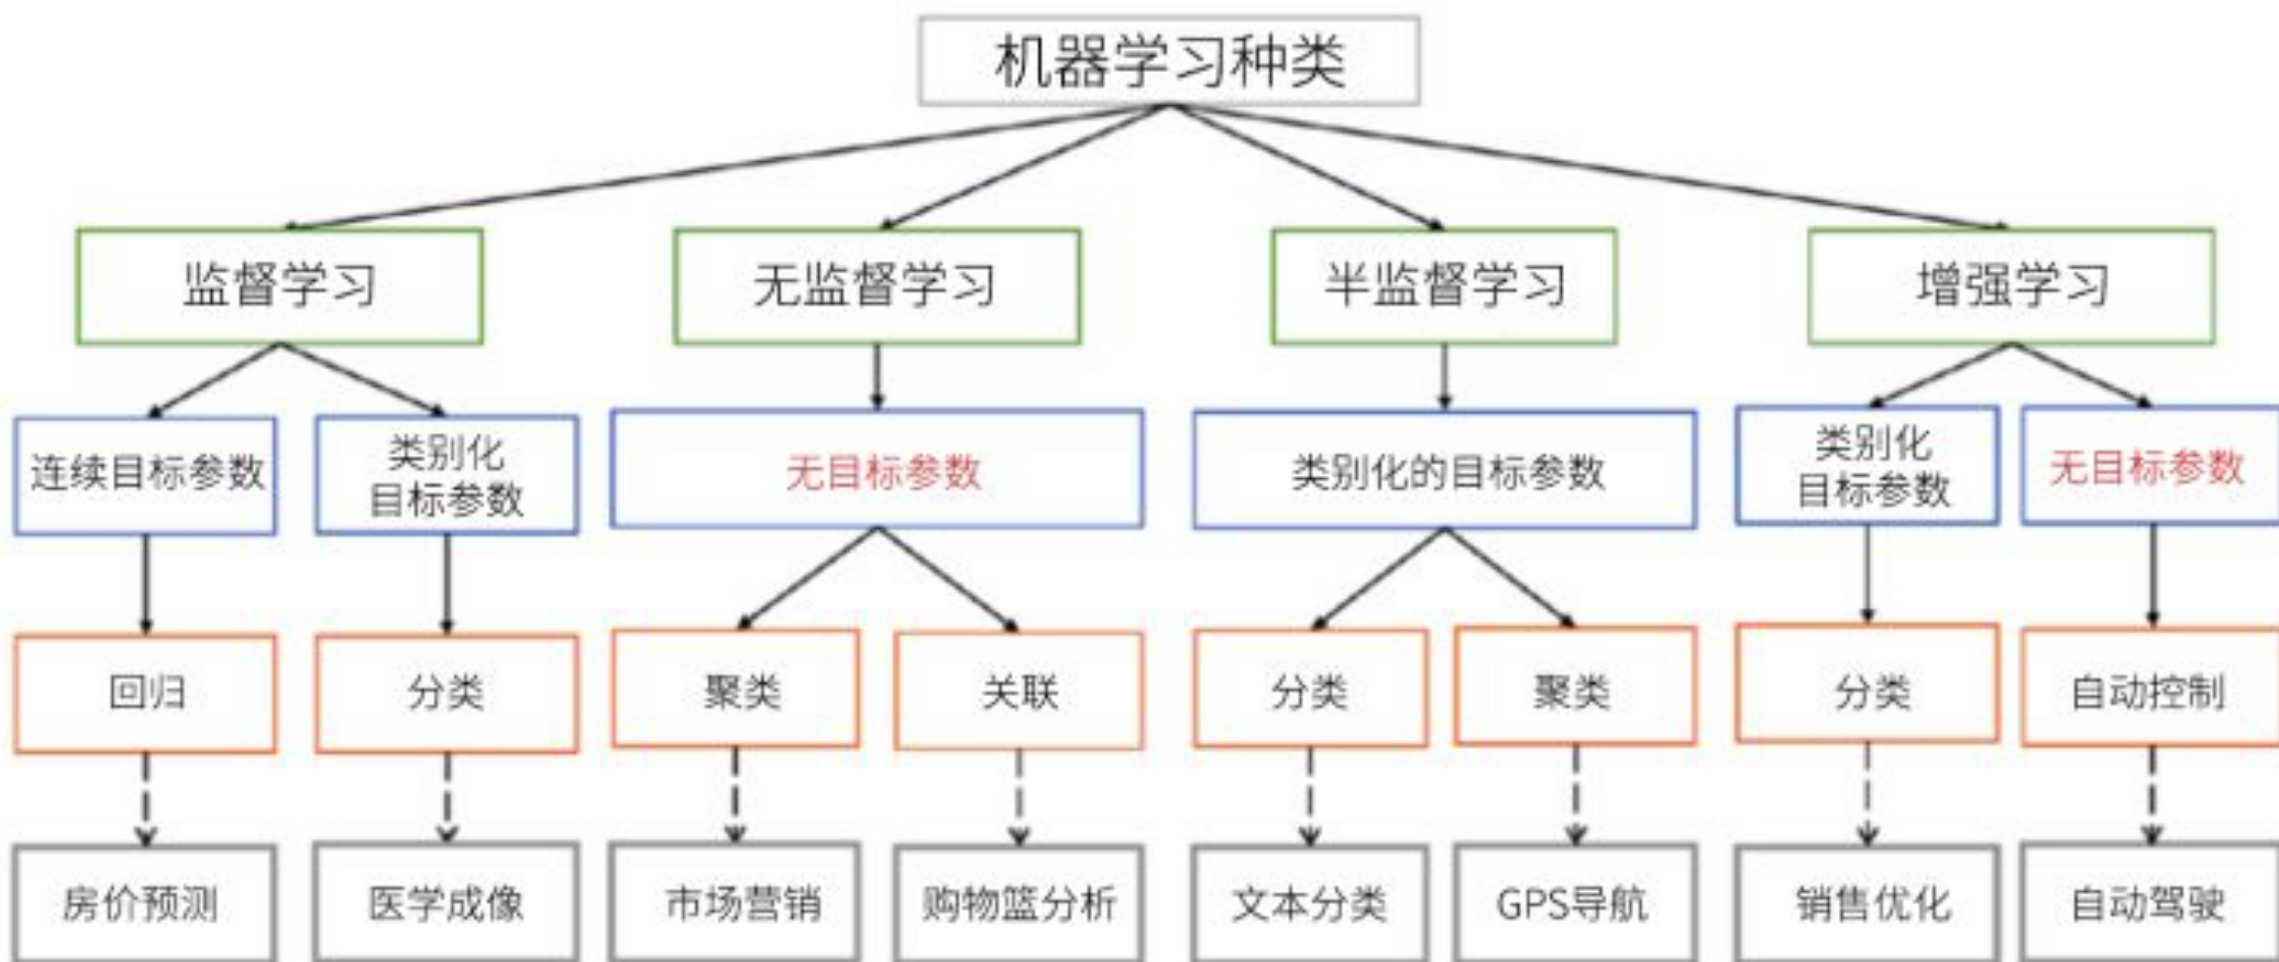 机器学习种类
监督学习
无监督学习
半监督学习
增强学习
连续目标参数
类别化
目标参数
无目标参数
类别化的目标参数
类别化
目标参数
无目标参数
回归
分类
聚类
关联
分类
聚类
分类
自动控制
房价预测
医学成像
市场营销
购物篮分析
文本分类
GPS导航
销售优化
自动驾驶